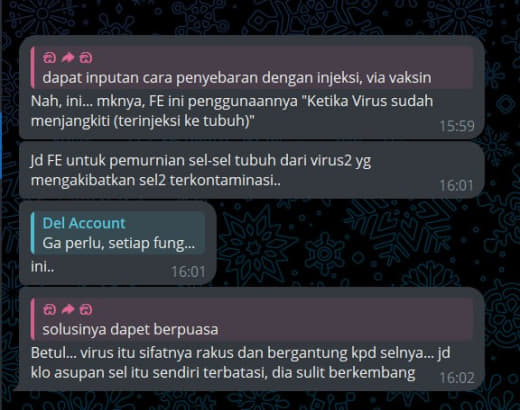 dapat inputan cara penyebaran dengan injeksi, via vaksin
Nah, ini... mknya, FE ini penggunaannya "Ketika Virus sudah
menjangkiti (terinjeksi ke tubuh)"
15:59
Jd FE untuk pemurnian sel-sel tubuh dari virus2 yg
mengakibatkan sel2 terkontaminasi..
16:01
Del Account
Ga perlu, setiap fung...
ini..
16:01
solusinya dapet berpuasa
Betul... virus itu sifatnya rakus dan bergantung kpd selnya... jd
klo asupan sel itu sendiri terbatasi, dia sulit berkembang
16:02